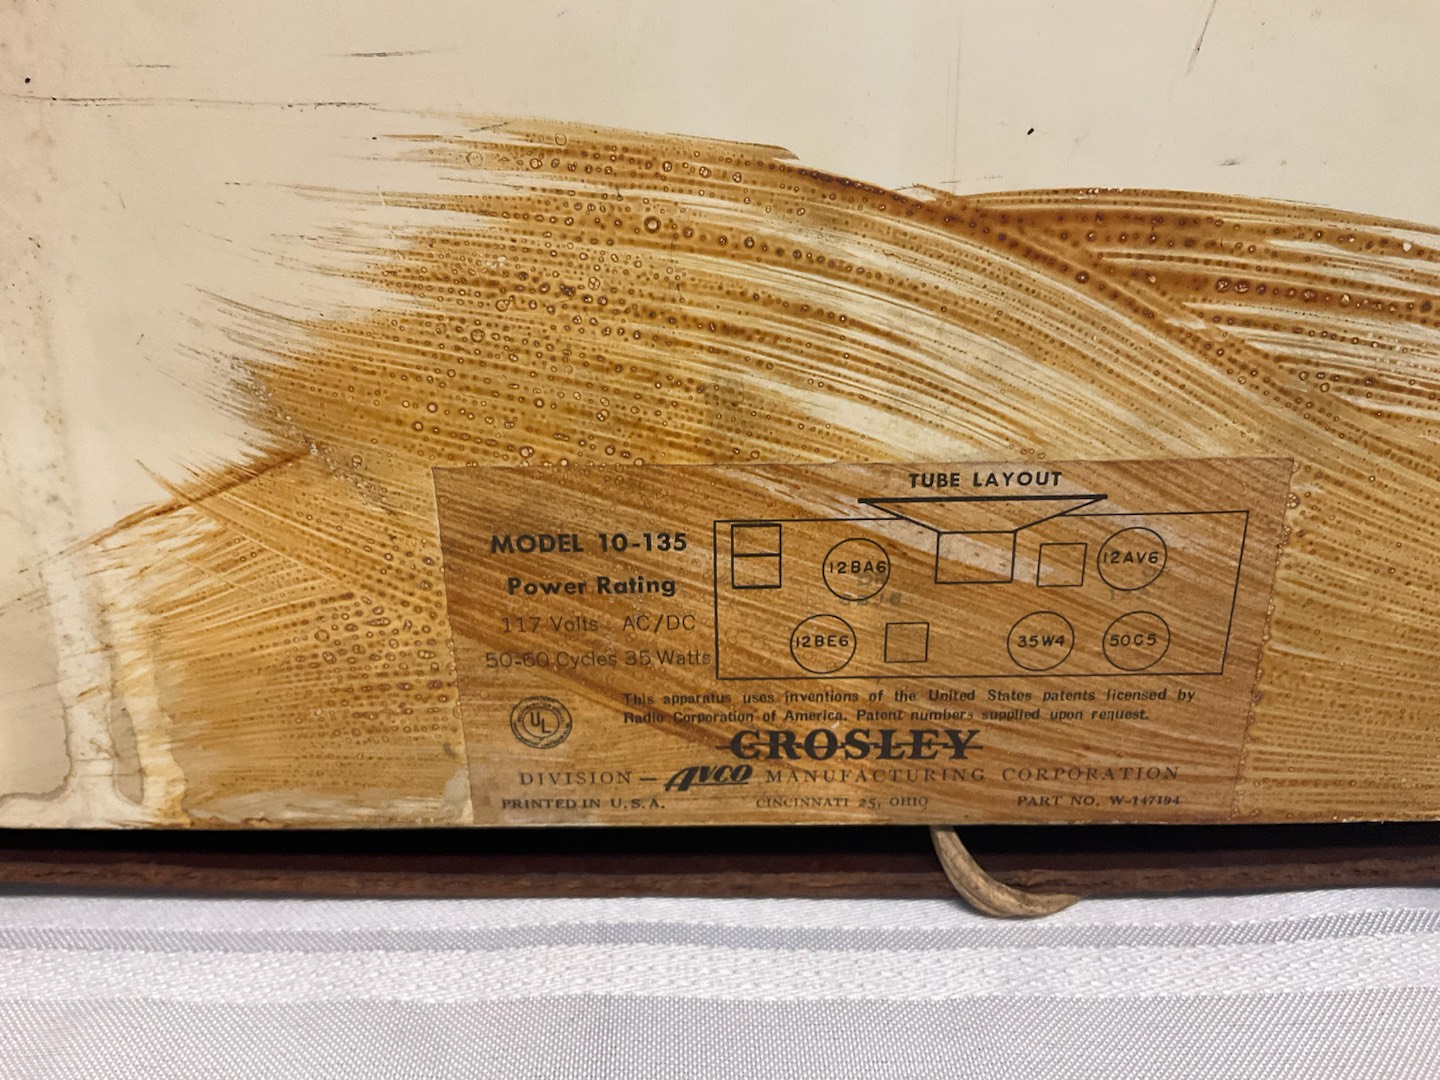 TUBE LAYOUT
MODEL 10-135
Power Rating
117 Volts AC/DC
50-60 Cycles 35 Watts
12BA6
12AV6
12BE6
35W4
50C5
This apparatus uses inventions of the United States patents licensed by
Radio Corporation of America. Patent numbers supplied upon request.
UL
CROSLEY
DIVISION — AVCO MANUFACTURING CORPORATION
PRINTED IN U.S.A. CINCINNATI 25, OHIO PART NO. W-147194